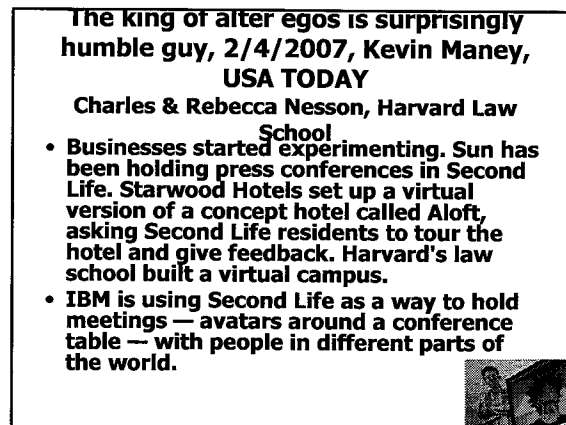 The king of alter egos is surprisingly
humble guy, 2/4/2007, Kevin Maney,
USA TODAY
Charles & Rebecca Nesson, Harvard Law
School
• Businesses started experimenting. Sun has
been holding press conferences in Second
Life. Starwood Hotels set up a virtual
version of a concept hotel called Aloft,
asking Second Life residents to tour the
hotel and give feedback. Harvard's law
school built a virtual campus.
• IBM is using Second Life as a way to hold
meetings — avatars around a conference
table — with people in different parts of
the world.